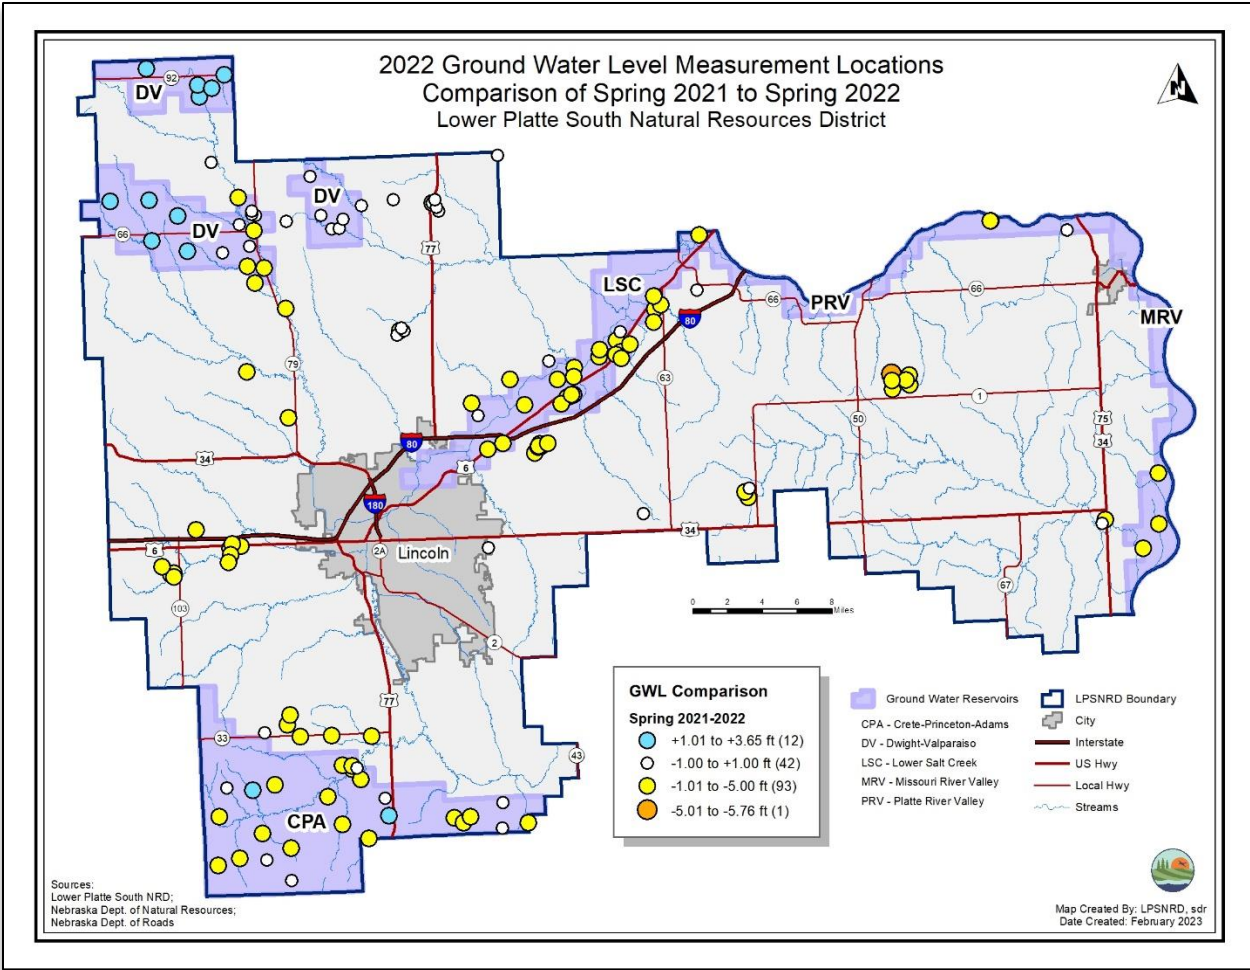 2022 Ground Water Level Measurement Locations
Comparison of Spring 2021 to Spring 2022
Lower Platte South Natural Resources District
N
92
DV
DV
66
DV
77
LSC
66
PRV
66
MRV
80
79
63
50
1
75
34
34
80
6
180
34
6
2A
Lincoln
103
67
2
0 2 4 6 8
Miles
77
33
43
CPA
GWL Comparison
Spring 2021-2022
+1.01 to +3.65 ft (12)
-1.00 to +1.00 ft (42)
-1.01 to -5.00 ft (93)
-5.01 to -5.76 ft (1)
Ground Water Reservoirs
CPA - Crete-Princeton-Adams
DV - Dwight-Valparaiso
LSC - Lower Salt Creek
MRV - Missouri River Valley
PRV - Platte River Valley
LPSNRD Boundary
City
Interstate
US Hwy
Local Hwy
Streams
Sources:
Lower Platte South NRD;
Nebraska Dept. of Natural Resources;
Nebraska Dept. of Roads
Map Created By: LPSNRD, sdr
Date Created: February 2023